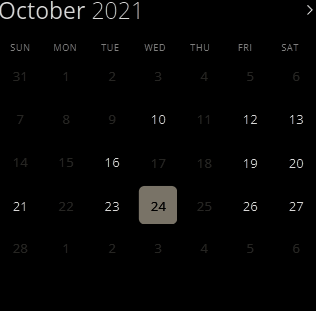 October 2021
SUN MON TUE WED THU FRI SAT
31 1 2 3 4 5 6
7 8 9 10 11 12 13
14 15 16 17 18 19 20
21 22 23 24 25 26 27
28 1 2 3 4 5 6